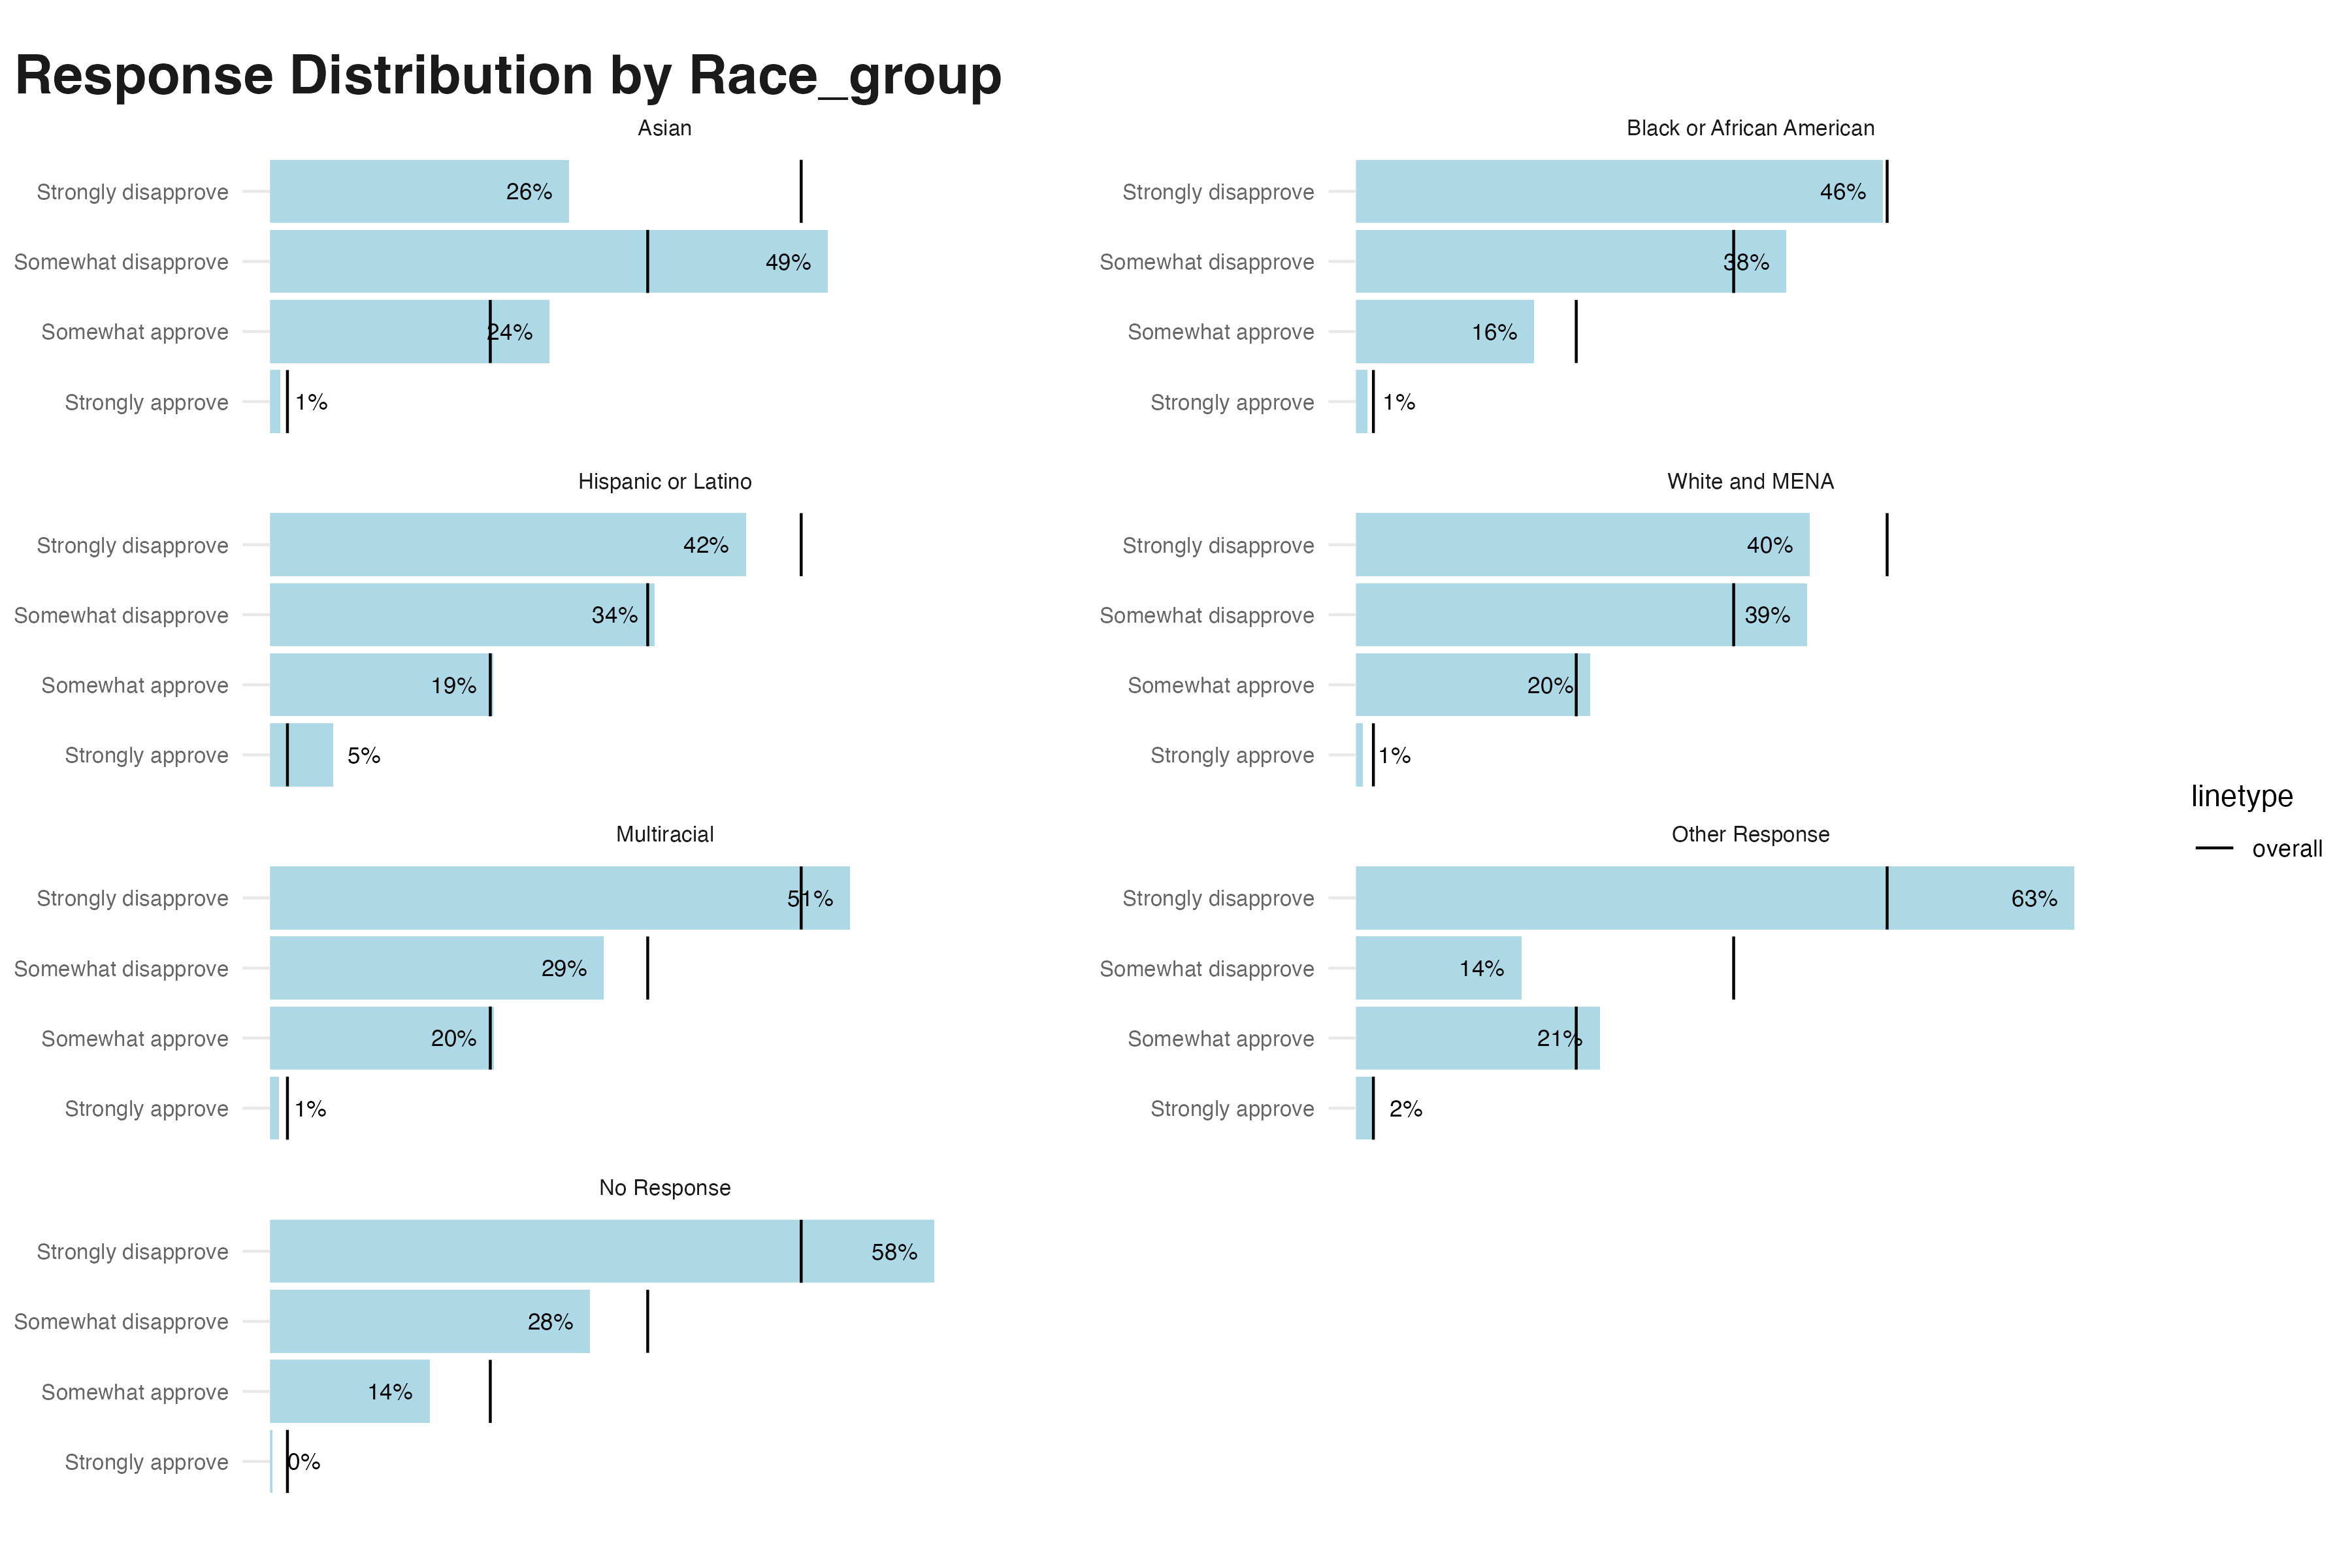 Response Distribution by Race_group
Asian
Strongly disapprove 26%
Somewhat disapprove 49%
Somewhat approve 24%
Strongly approve 1%
Black or African American
Strongly disapprove 46%
Somewhat disapprove 38%
Somewhat approve 16%
Strongly approve 1%
Hispanic or Latino
Strongly disapprove 42%
Somewhat disapprove 34%
Somewhat approve 19%
Strongly approve 5%
White and MENA
Strongly disapprove 40%
Somewhat disapprove 39%
Somewhat approve 20%
Strongly approve 1%
Multiracial
Strongly disapprove 51%
Somewhat disapprove 29%
Somewhat approve 20%
Strongly approve 1%
Other Response
Strongly disapprove 63%
Somewhat disapprove 14%
Somewhat approve 21%
Strongly approve 2%
No Response
Strongly disapprove 58%
Somewhat disapprove 28%
Somewhat approve 14%
Strongly approve 0%
linetype
overall